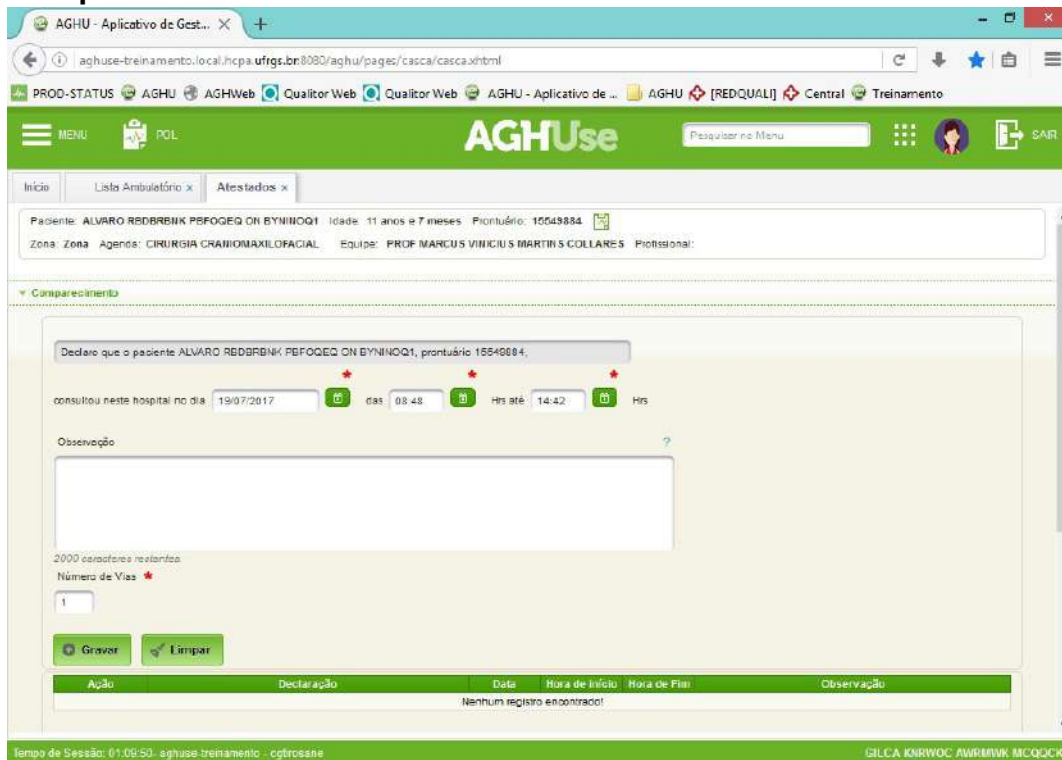 AGHU - Aplicativo de Gest...
aghuse-treinamento.local.hcpa.ufrgs.br:8080/aghu/pages/casca/casca.xhtml
PROD-STATUS AGHU AGHWeb Qualitor Web Qualitor Web AGHU - Aplicativo de ... AGHU [REDQUALI] Central Treinamento
MENU POL AGHUse Pesquisar no Menu SAIR
Início Lista Ambulatório x Atestados x
Paciente: ALVARO RBDBRBNK PBFOQEQ ON BYNINOQ1 Idade: 11 anos e 7 meses Prontuário: 15549884
Zona: Zona Agenda: CIRURGIA CRANIOMAXILOFACIAL Equipe: PROF MARCUS VINICIUS MARTINS COLLARES Profissional:
Comparecimento
Declaro que o paciente ALVARO RBDBRBNK PBFOQEQ ON BYNINOQ1, prontuário 15549884,
consultou neste hospital no dia 19/07/2017 * das 08:48 * Hrs até 14:42 * Hrs
Observação ?
2000 caracteres restantes.
Número de Vias *
1
Gravar Limpar
Ação Declaração Data Hora de Início Hora de Fim Observação
Nenhum registro encontrado!
Tempo de Sessão: 01:09:50- aghuse-treinamento - cgtirosane GILCA KNRWOC AWRMWK MCQQCK